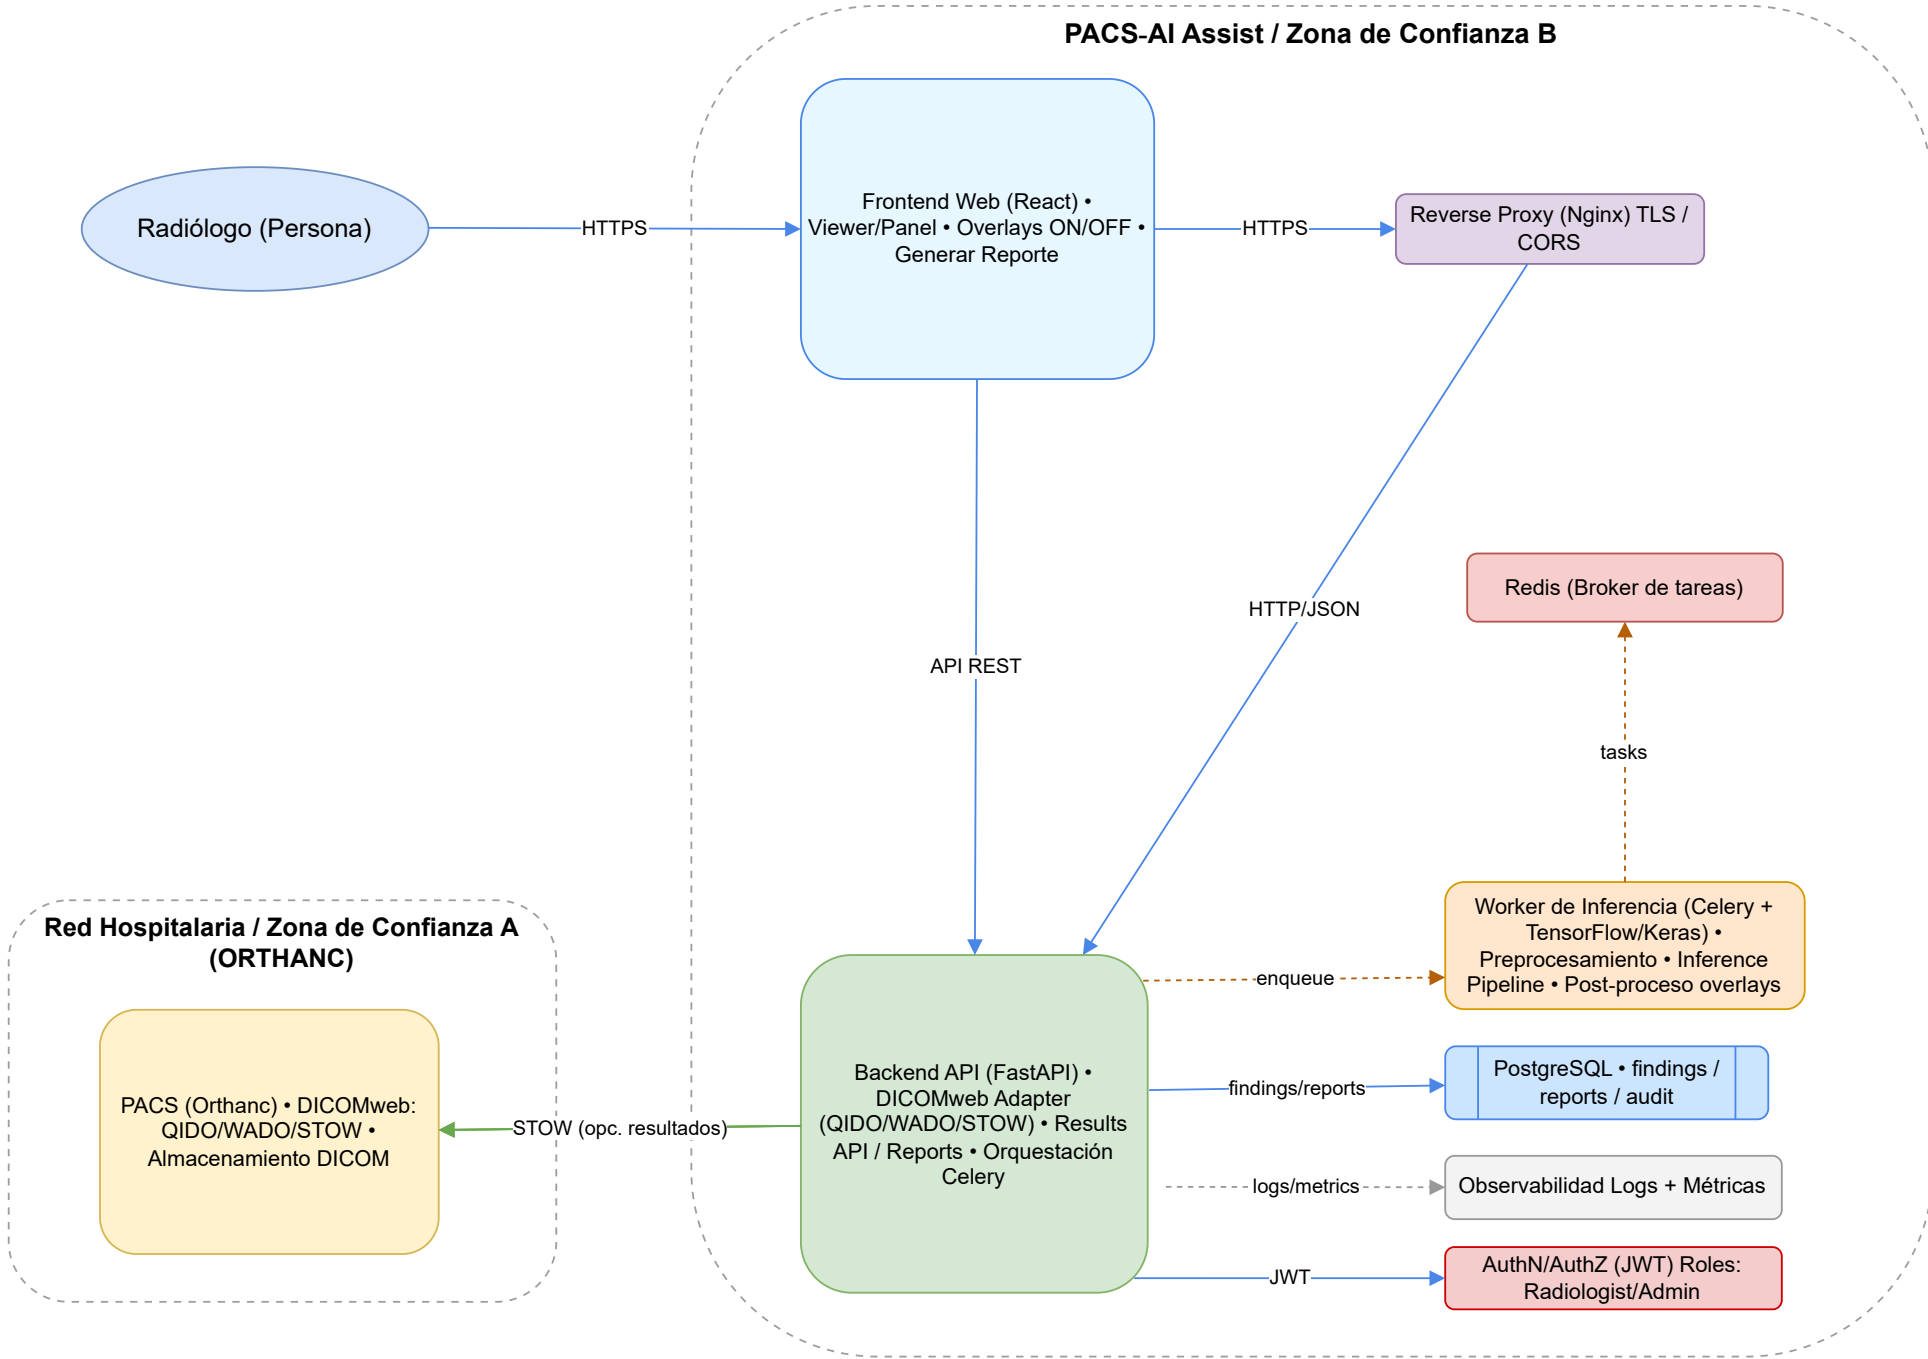 PACS-AI Assist / Zona de Confianza B
Radiólogo (Persona)
HTTPS
Frontend Web (React) •
Viewer/Panel • Overlays ON/OFF •
Generar Reporte
HTTPS
Reverse Proxy (Nginx) TLS /
CORS
API REST
HTTP/JSON
Redis (Broker de tareas)
tasks
Worker de Inferencia (Celery +
TensorFlow/Keras) •
Preprocesamiento • Inference
Pipeline • Post-proceso overlays
Red Hospitalaria / Zona de Confianza A
(ORTHANC)
PACS (Orthanc) • DICOMweb:
QIDO/WADO/STOW •
Almacenamiento DICOM
STOW (opc. resultados)
Backend API (FastAPI) •
DICOMweb Adapter
(QIDO/WADO/STOW) • Results
API / Reports • Orquestación
Celery
enqueue
findings/reports
PostgreSQL • findings /
reports / audit
logs/metrics
Observabilidad Logs + Métricas
JWT
AuthN/AuthZ (JWT) Roles:
Radiologist/Admin